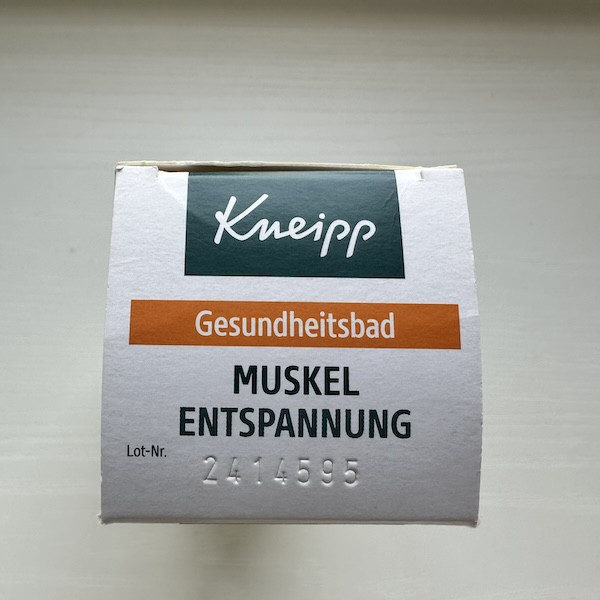 Kneipp
Gesundheitsbad
MUSKEL
ENTSPANNUNG
Lot-Nr. 2414595